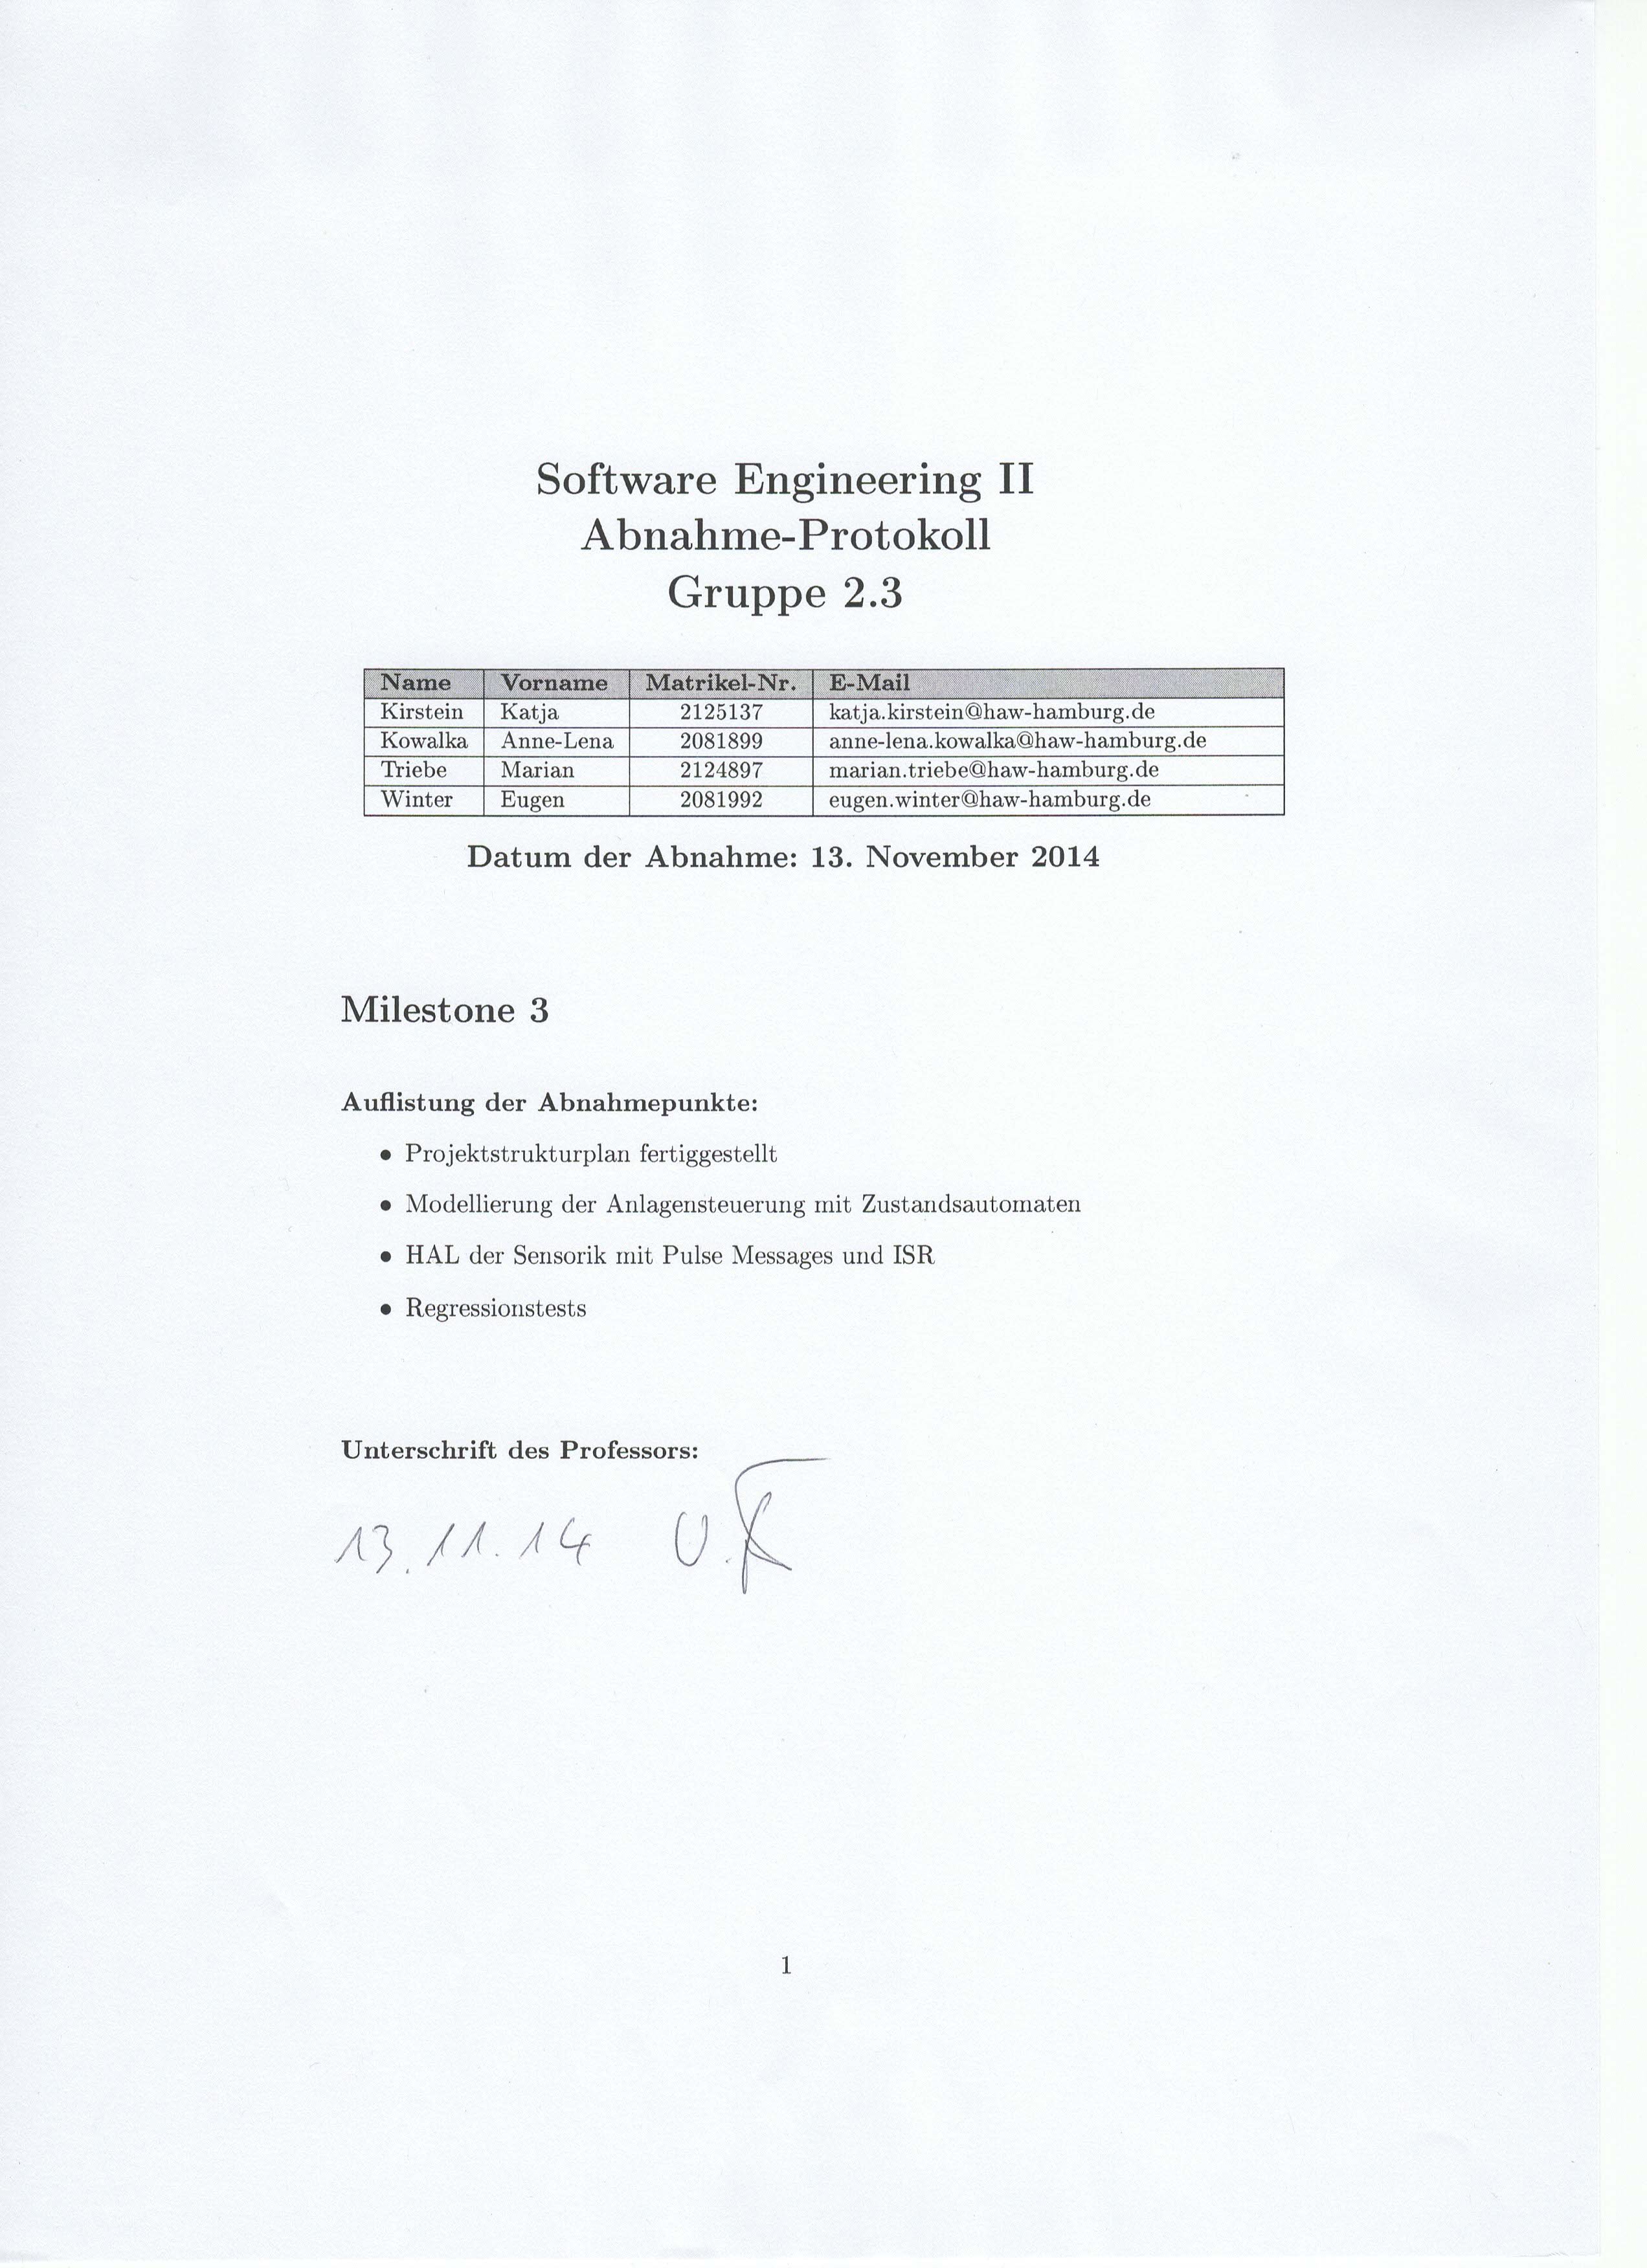 Software Engineering II
Abnahme-Protokoll
Gruppe 2.3
Name Vorname Matrikel-Nr. E-Mail
Kirstein Katja 2125137 katja.kirstein@haw-hamburg.de
Kowalka Anne-Lena 2081899 anne-lena.kowalka@haw-hamburg.de
Triebe Marian 2124897 marian.triebe@haw-hamburg.de
Winter Eugen 2081992 eugen.winter@haw-hamburg.de
Datum der Abnahme: 13. November 2014
Milestone 3
Auflistung der Abnahmepunkte:
• Projektstrukturplan fertiggestellt
• Modellierung der Anlagensteuerung mit Zustandsautomaten
• HAL der Sensorik mit Pulse Messages und ISR
• Regressionstests
Unterschrift des Professors:
13.11.14
1